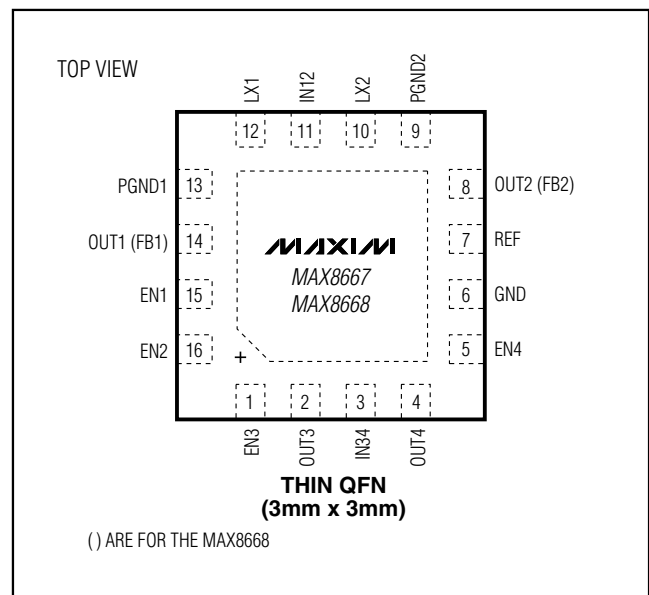 TOP VIEW
LX1
IN12
LX2
PGND2
12
11
10
9
PGND1
13
8
OUT2 (FB2)
OUT1 (FB1)
14
MAXIM
7
REF
MAX8667
EN1
15
MAX8668
6
GND
EN2
16
+
5
EN4
1
2
3
4
EN3
OUT3
IN34
OUT4
THIN QFN
(3mm x 3mm)
( ) ARE FOR THE MAX8668